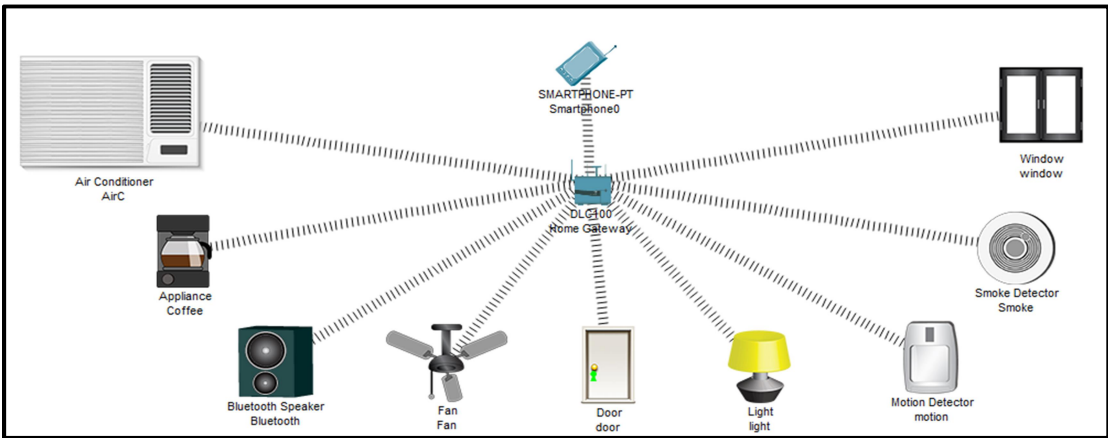 SMARTPHONE-PT
Smartphone0
Air Conditioner
AirC
Window
window
DLC100
Home Gateway
Appliance
Coffee
Smoke Detector
Smoke
Bluetooth Speaker
Bluetooth
Fan
Fan
Door
door
Light
light
Motion Detector
motion